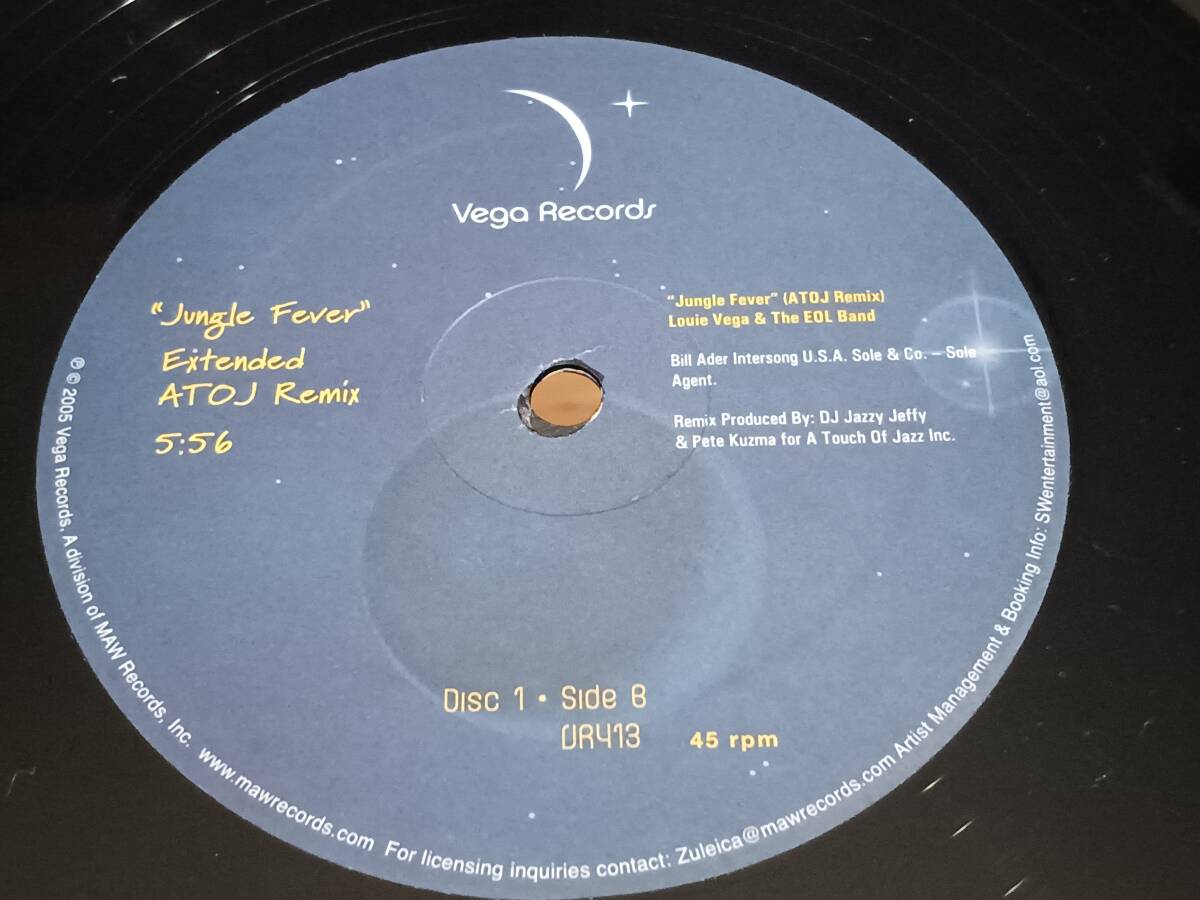 Vega Records
"Jungle Fever"
Extended
ATOJ Remix
5:56
"Jungle Fever" (ATOJ Remix)
Louie Vega & The EOL Band
Bill Ader Intersong U.S.A. Sole & Co. – Sole
Agent.
Remix Produced By: DJ Jazzy Jeffy
& Pete Kuzma for A Touch Of Jazz Inc.
Disc 1 • Side B
VR413
45 rpm
℗ © 2005 Vega Records, A division of MAW Records, Inc. www.mawrecords.com For licensing inquiries contact: Zuleica@mawrecords.com Artist Management & Booking Info: SWentertainment@aol.com